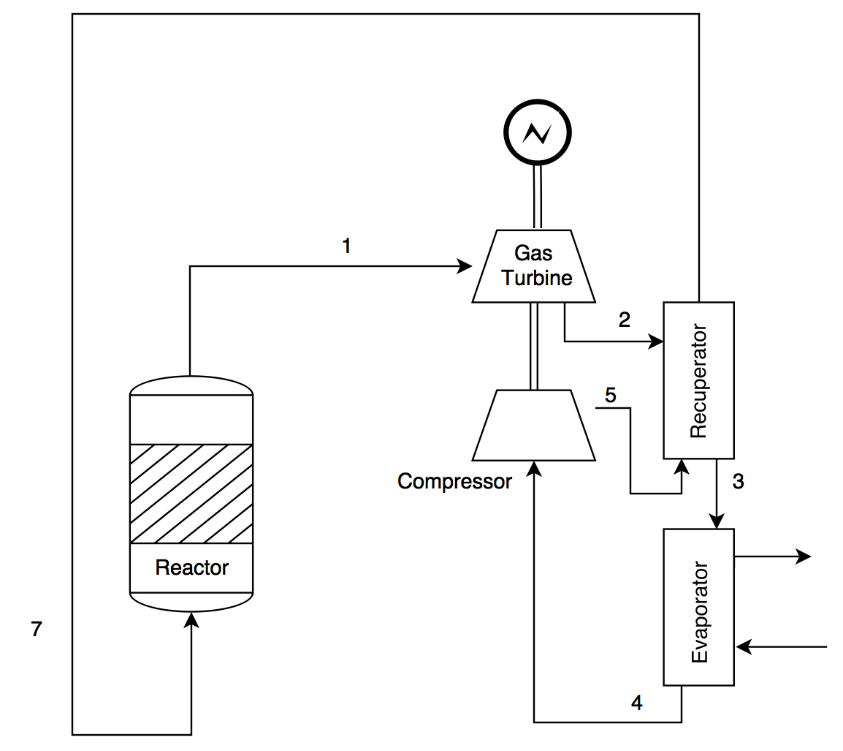 1
Gas
Turbine
2
Recuperator
5
Compressor
3
Reactor
Evaporator
7
4